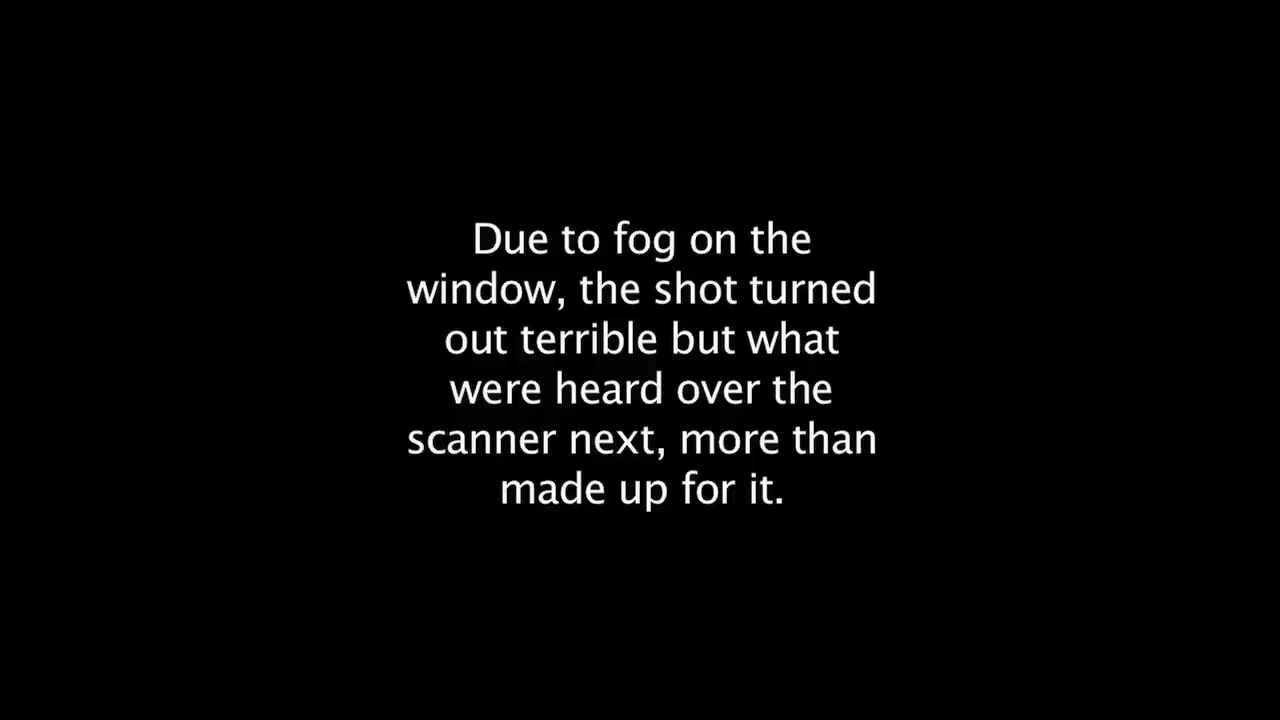 Due to fog on the
window, the shot turned
out terrible but what
were heard over the
scanner next, more than
made up for it.